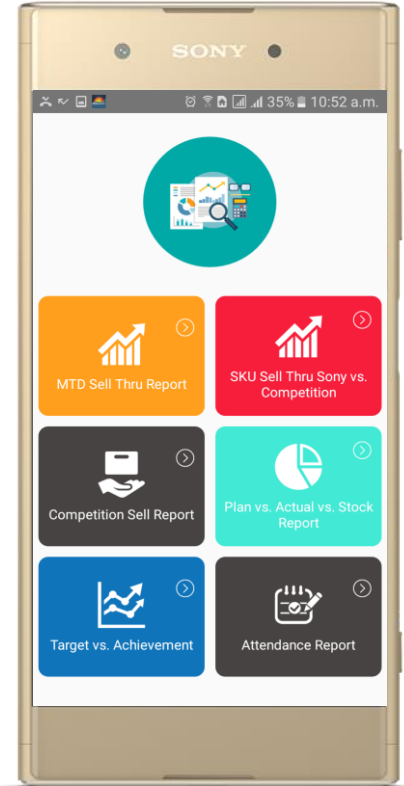 SONY
35% 10:52 a.m.
MTD Sell Thru Report
SKU Sell Thru Sony vs.
Competition
Competition Sell Report
Plan vs. Actual vs. Stock
Report
Target vs. Achievement
Attendance Report